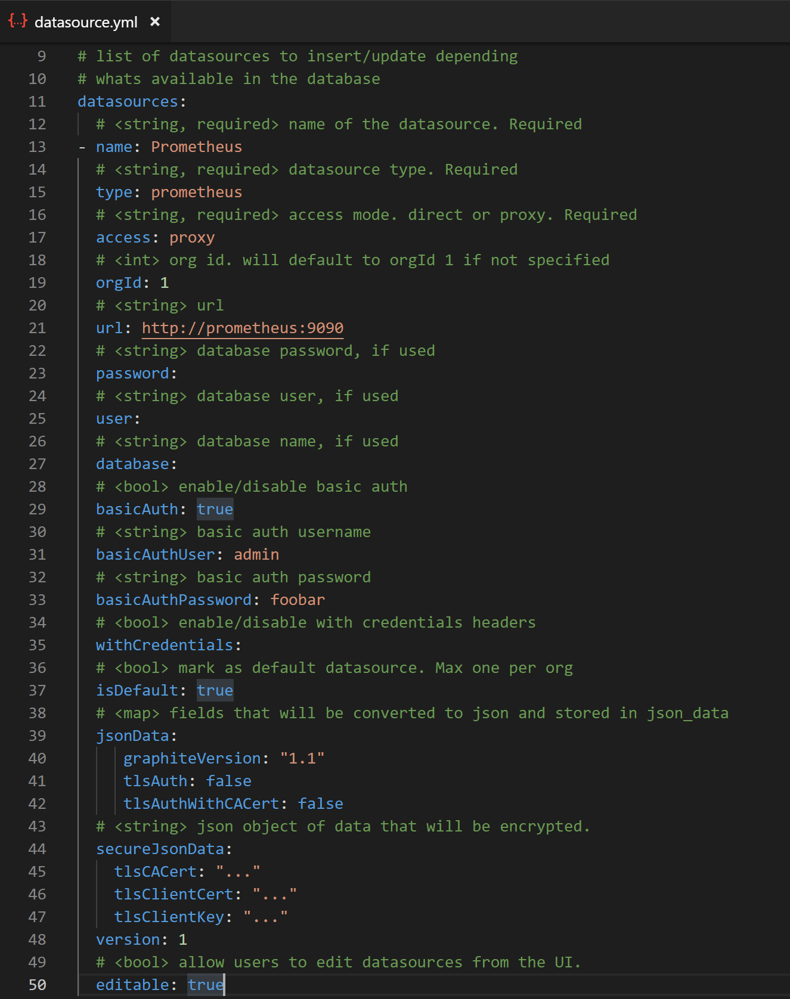 {...} datasource.yml ×
9 # list of datasources to insert/update depending
10 # whats available in the database
11 datasources:
12 # <string, required> name of the datasource. Required
13 - name: Prometheus
14 # <string, required> datasource type. Required
15 type: prometheus
16 # <string, required> access mode. direct or proxy. Required
17 access: proxy
18 # <int> org id. will default to orgId 1 if not specified
19 orgId: 1
20 # <string> url
21 url: http://prometheus:9090
22 # <string> database password, if used
23 password:
24 # <string> database user, if used
25 user:
26 # <string> database name, if used
27 database:
28 # <bool> enable/disable basic auth
29 basicAuth: true
30 # <string> basic auth username
31 basicAuthUser: admin
32 # <string> basic auth password
33 basicAuthPassword: foobar
34 # <bool> enable/disable with credentials headers
35 withCredentials:
36 # <bool> mark as default datasource. Max one per org
37 isDefault: true
38 # <map> fields that will be converted to json and stored in json_data
39 jsonData:
40 graphiteVersion: "1.1"
41 tlsAuth: false
42 tlsAuthWithCACert: false
43 # <string> json object of data that will be encrypted.
44 secureJsonData:
45 tlsCACert: "..."
46 tlsClientCert: "..."
47 tlsClientKey: "..."
48 version: 1
49 # <bool> allow users to edit datasources from the UI.
50 editable: true